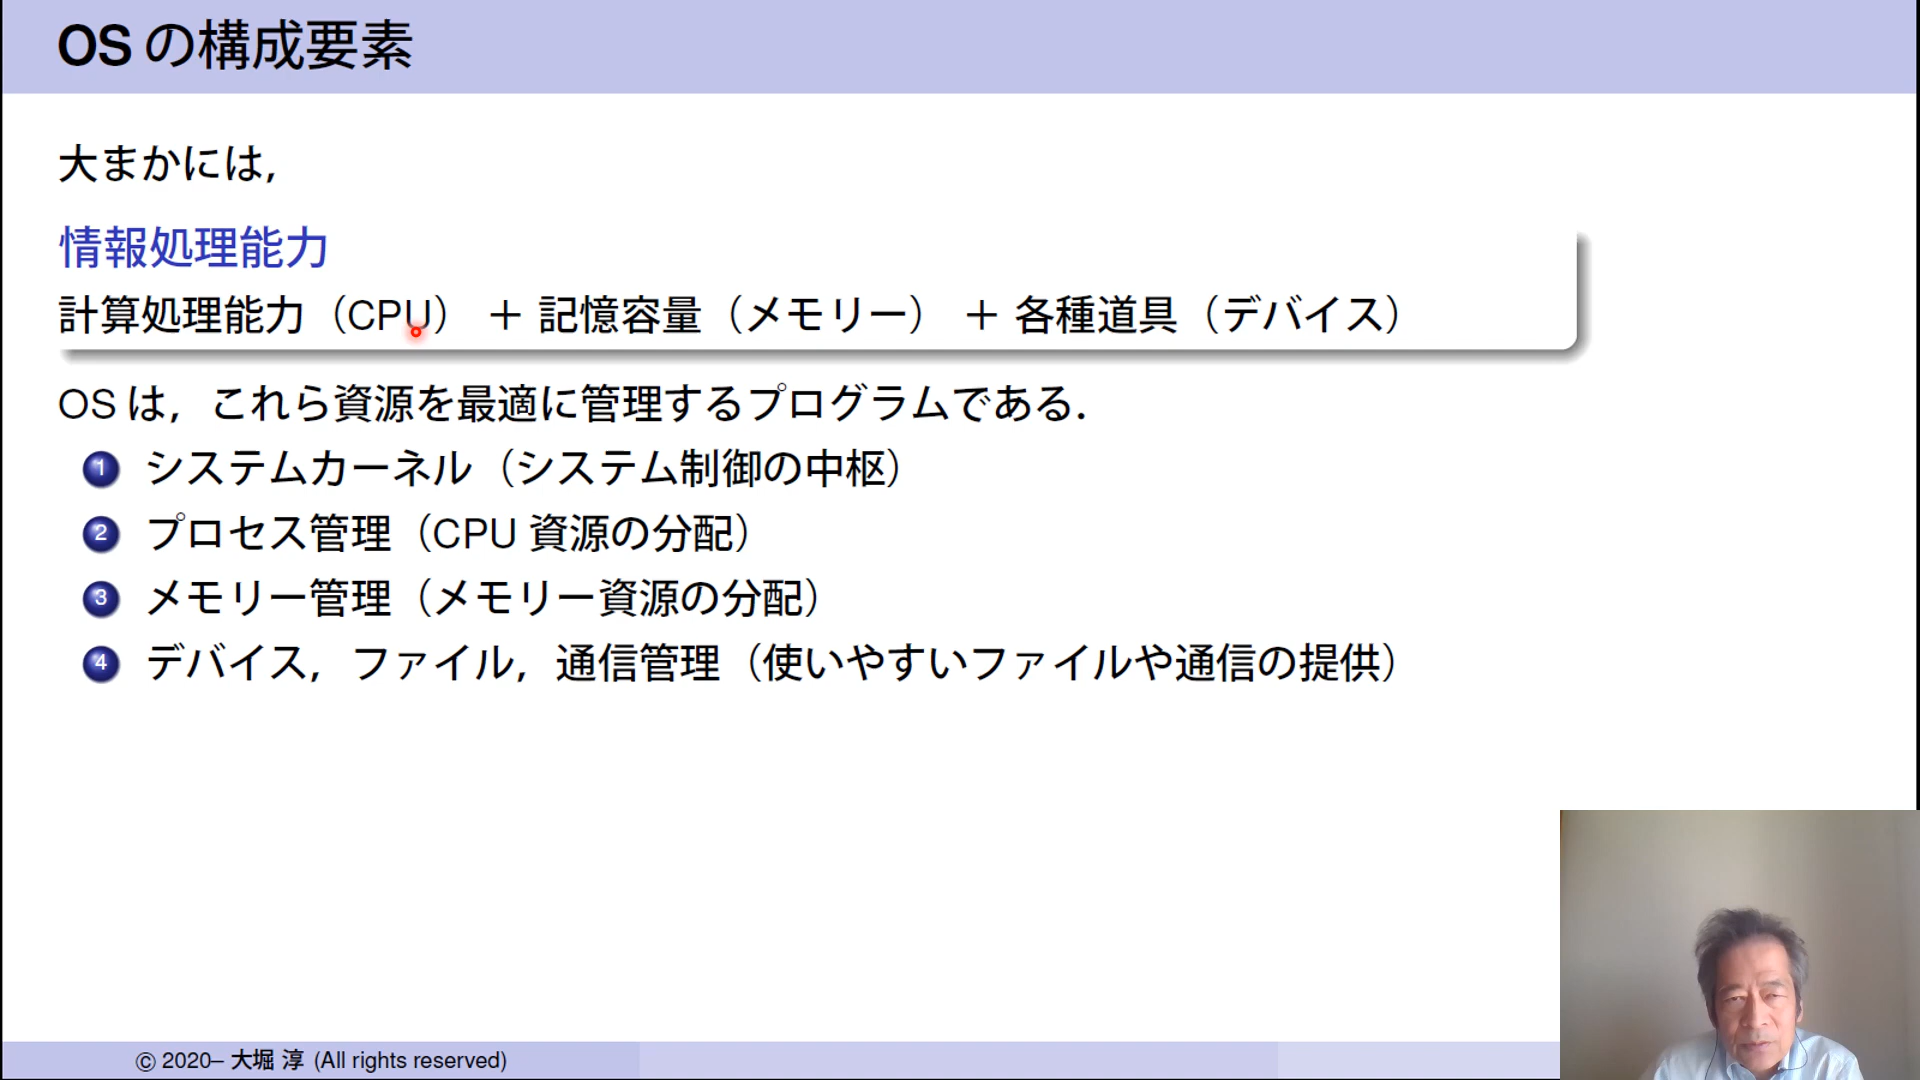 OS の構成要素
大まかには,
情報処理能力
計算処理能力（CPU） ＋ 記憶容量（メモリー） ＋ 各種道具（デバイス）
OS は，これら資源を最適に管理するプログラムである．
1 システムカーネル（システム制御の中枢）
2 プロセス管理（CPU 資源の分配）
3 メモリー管理（メモリー資源の分配）
4 デバイス，ファイル，通信管理（使いやすいファイルや通信の提供）
© 2020– 大堀 淳 (All rights reserved)